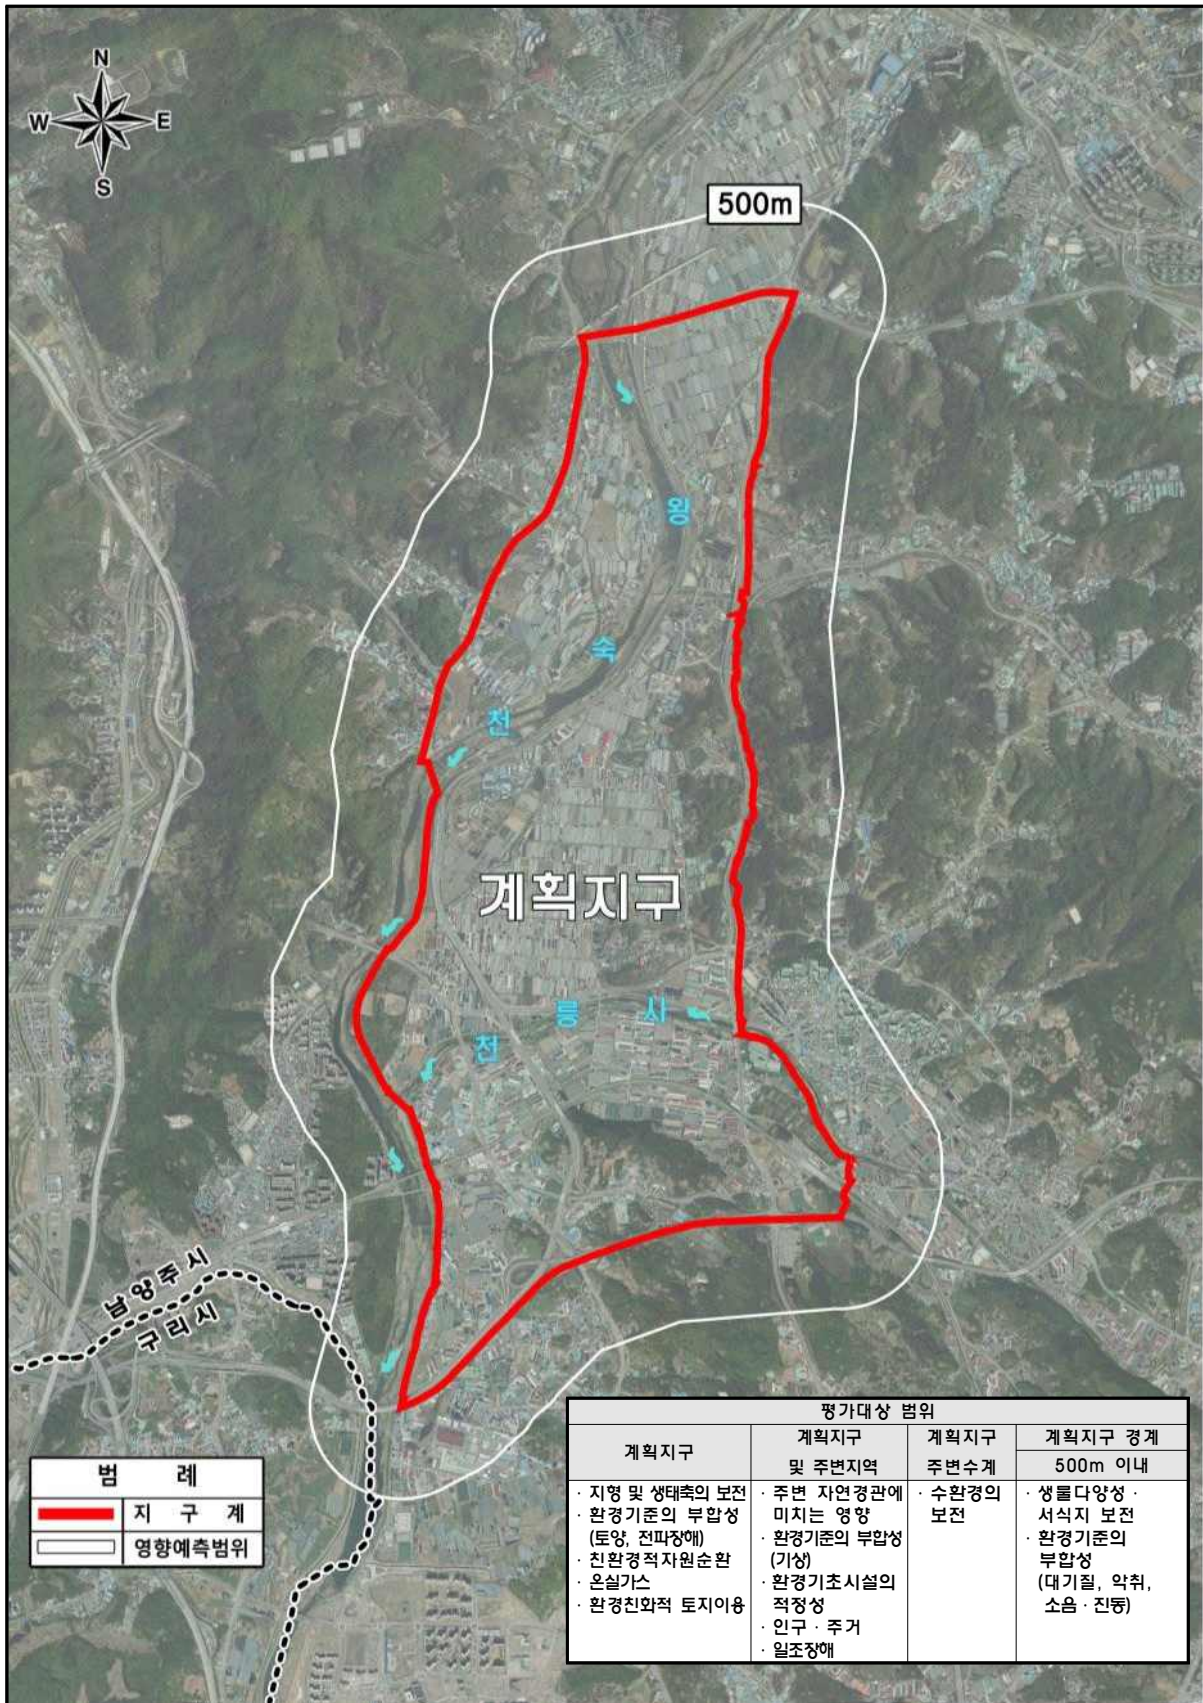 N
W E
S
500m
왕
숙
천
계획지구
사
릉
천
남양주시
구리시
범 례
지 구 계
영향예측범위
평가대상 범위
계획지구
계획지구
및 주변지역
계획지구
주변수계
계획지구 경계
500m 이내
· 지형 및 생태축의 보전
· 환경기준의 부합성
(토양, 전파장해)
· 친환경적자원순환
· 온실가스
· 환경친화적 토지이용
· 주변 자연경관에
미치는 영향
· 환경기준의 부합성
(기상)
· 환경기초시설의
적정성
· 인구 · 주거
· 일조장해
· 수환경의
보전
· 생물다양성 ·
서식지 보전
· 환경기준의
부합성
(대기질, 악취,
소음 · 진동)